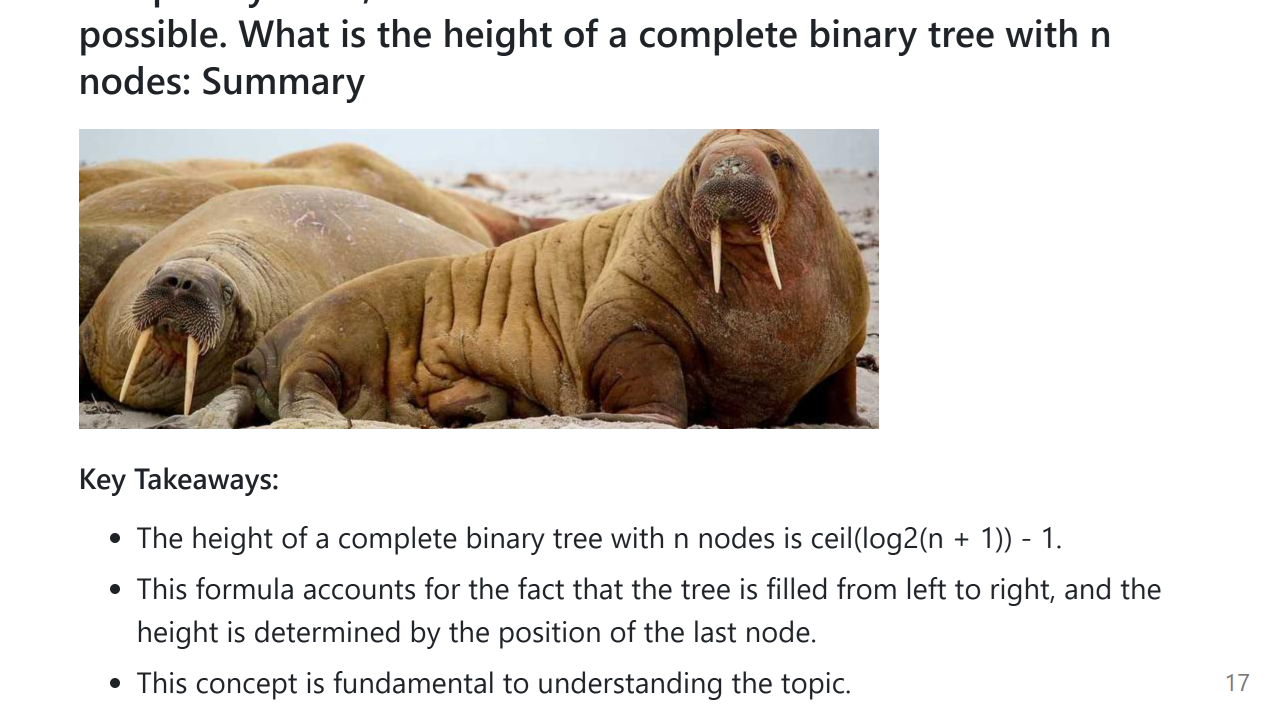 possible. What is the height of a complete binary tree with n
nodes: Summary
Key Takeaways:
The height of a complete binary tree with n nodes is ceil(log2(n + 1)) - 1.
This formula accounts for the fact that the tree is filled from left to right, and the
height is determined by the position of the last node.
This concept is fundamental to understanding the topic.
17